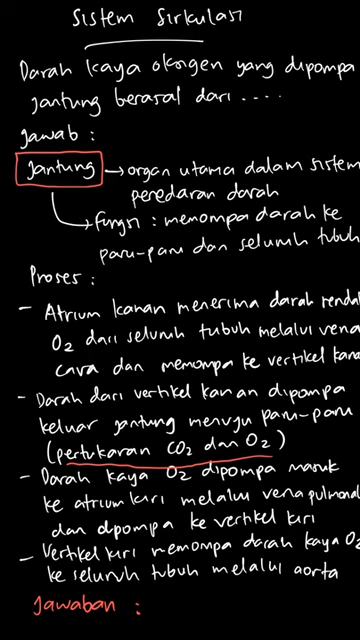 Sistem Sirkulasi
Darah kaya oksigen yang dipompa
jantung berasal dari ....
Jawab :
Jantung → organ utama dalam sistem
peredaran darah
→ Fungsi : memompa darah ke
paru-paru dan seluruh tubuh
Proses :
- Atrium kanan menerima darah rendah
O2 dari seluruh tubuh melalui vena
cava dan memompa ke vertikel kana
- Darah dari vertikel kanan dipompa
keluar jantung menuju paru-paru
(pertukaran CO2 dan O2)
- Darah kaya O2 dipompa masuk
ke atrium kiri melalui vena pulmonal
dan dipompa ke vertikel kiri
- Vertikel kiri memompa darah kaya O2
ke seluruh tubuh melalui aorta
Jawaban :